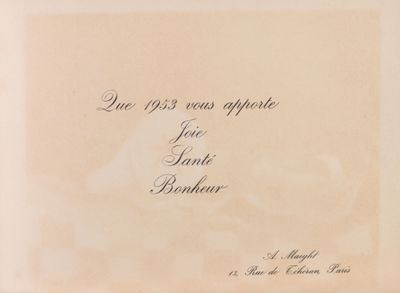 Que 1953 vous apporte
Joie
Santé
Bonheur
A. Maeght
13, Rue de Téhéran, Paris